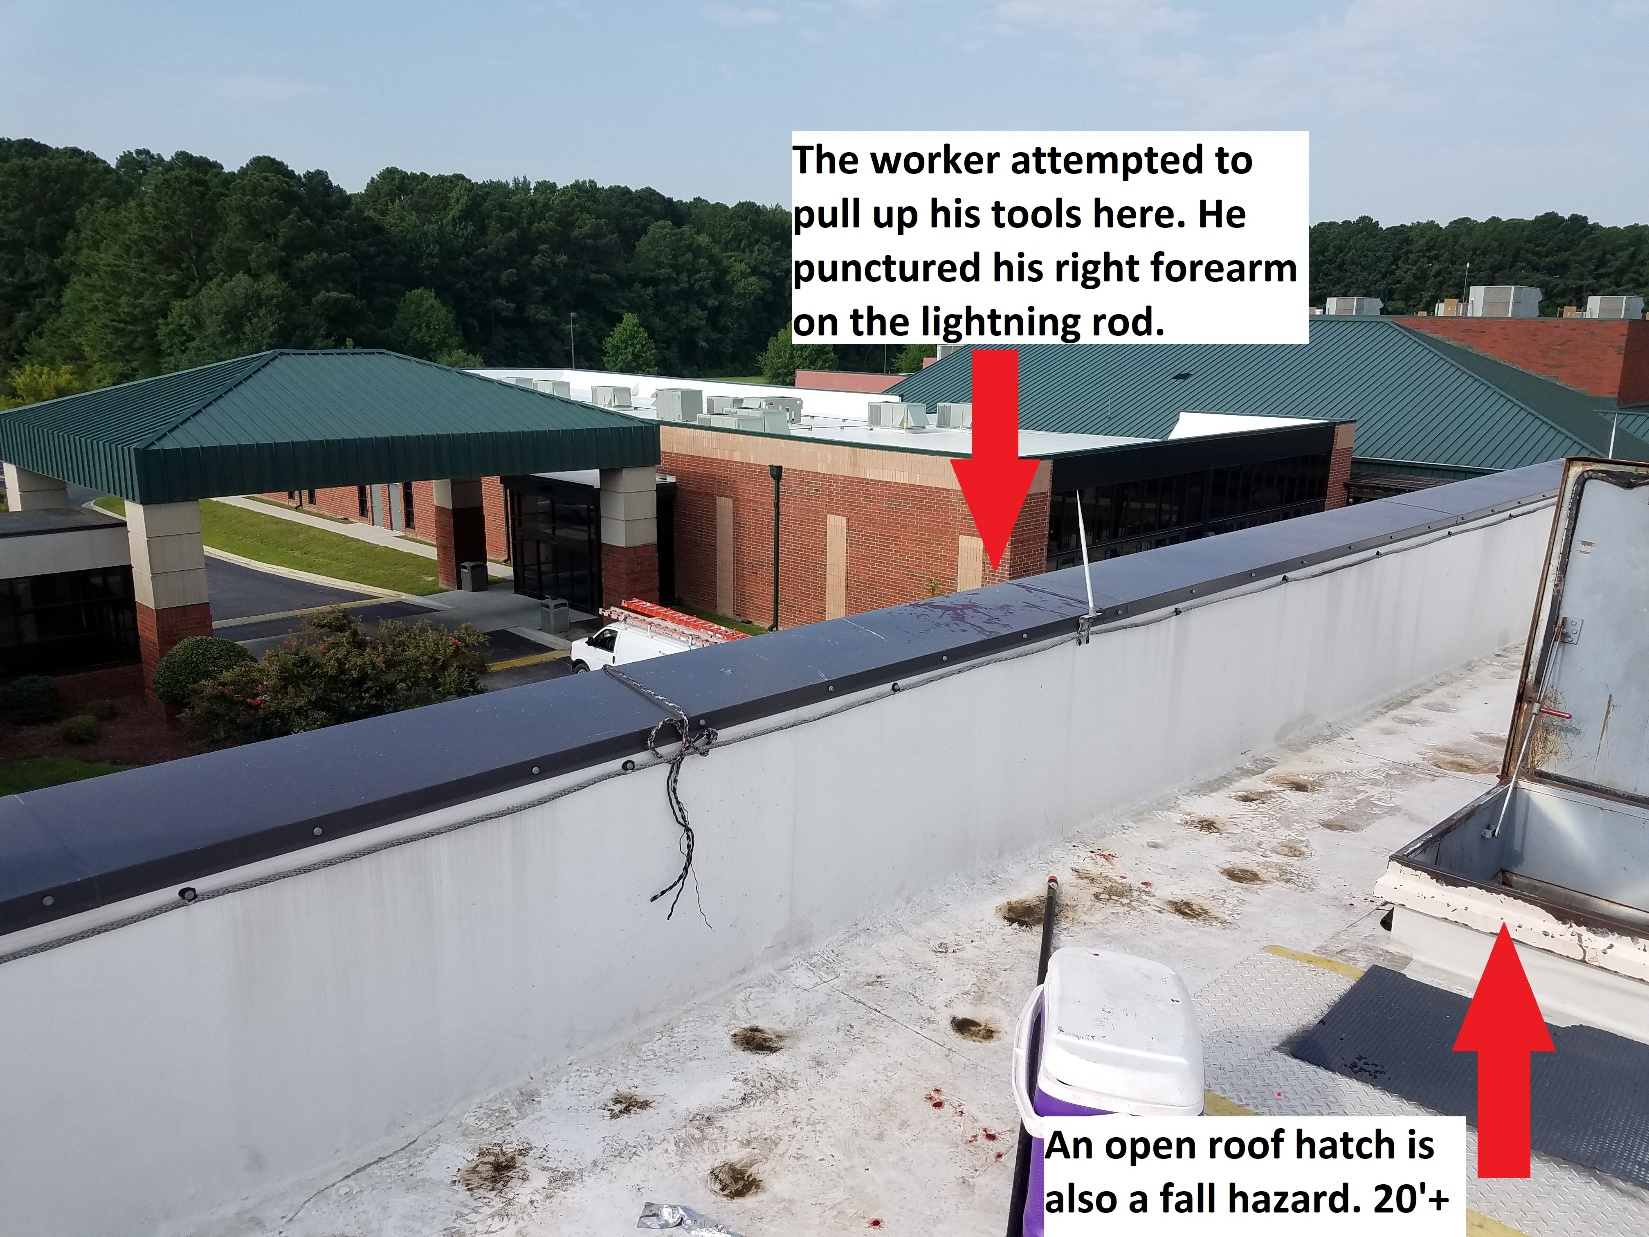 The worker attempted to
pull up his tools here. He
punctured his right forearm
on the lightning rod.
An open roof hatch is
also a fall hazard. 20'+